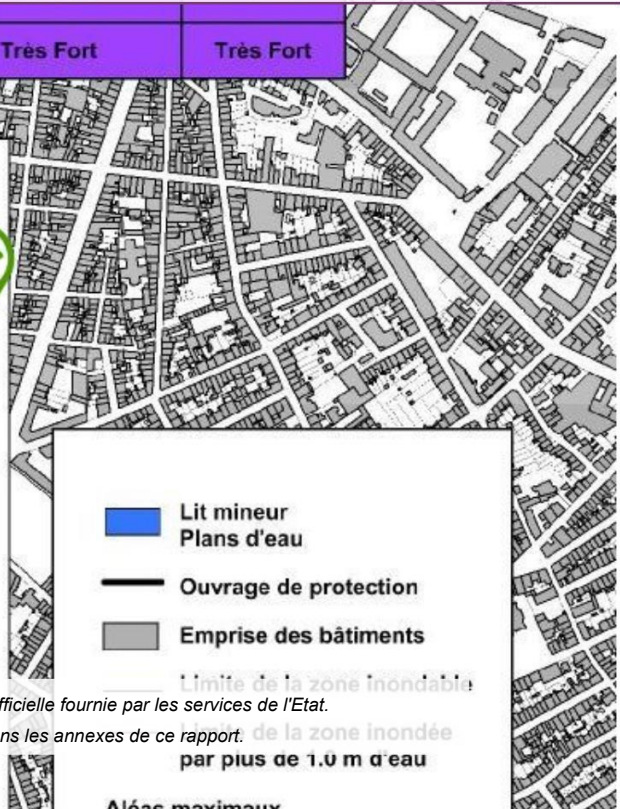 Très Fort Très Fort
Lit mineur
Plans d'eau
Ouvrage de protection
Emprise des bâtiments
Limite de la zone inondable
fficielle fournie par les services de l'Etat.
Limite de la zone inondée
ns les annexes de ce rapport.
par plus de 1.0 m d'eau
Aléas maximaux